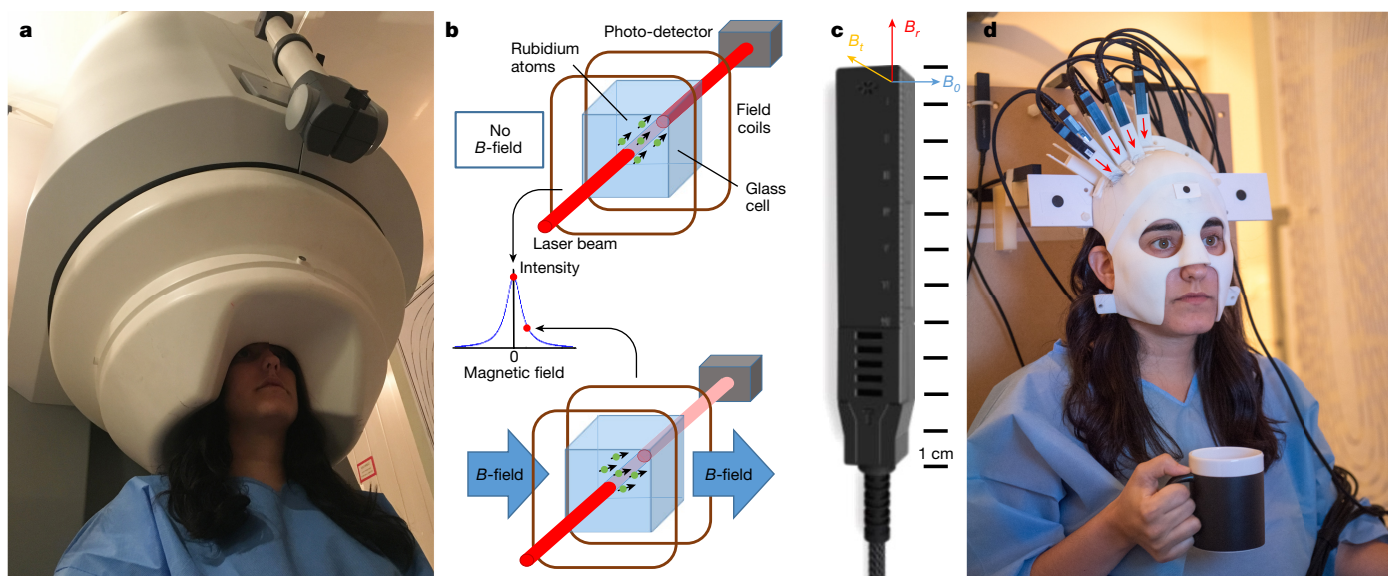 a
b
Photo-detector
Rubidium
atoms
No
B-field
Field
coils
Glass
cell
Laser beam
Intensity
0
Magnetic field
B-field
B-field
c
Br
Bt
B0
1 cm
d